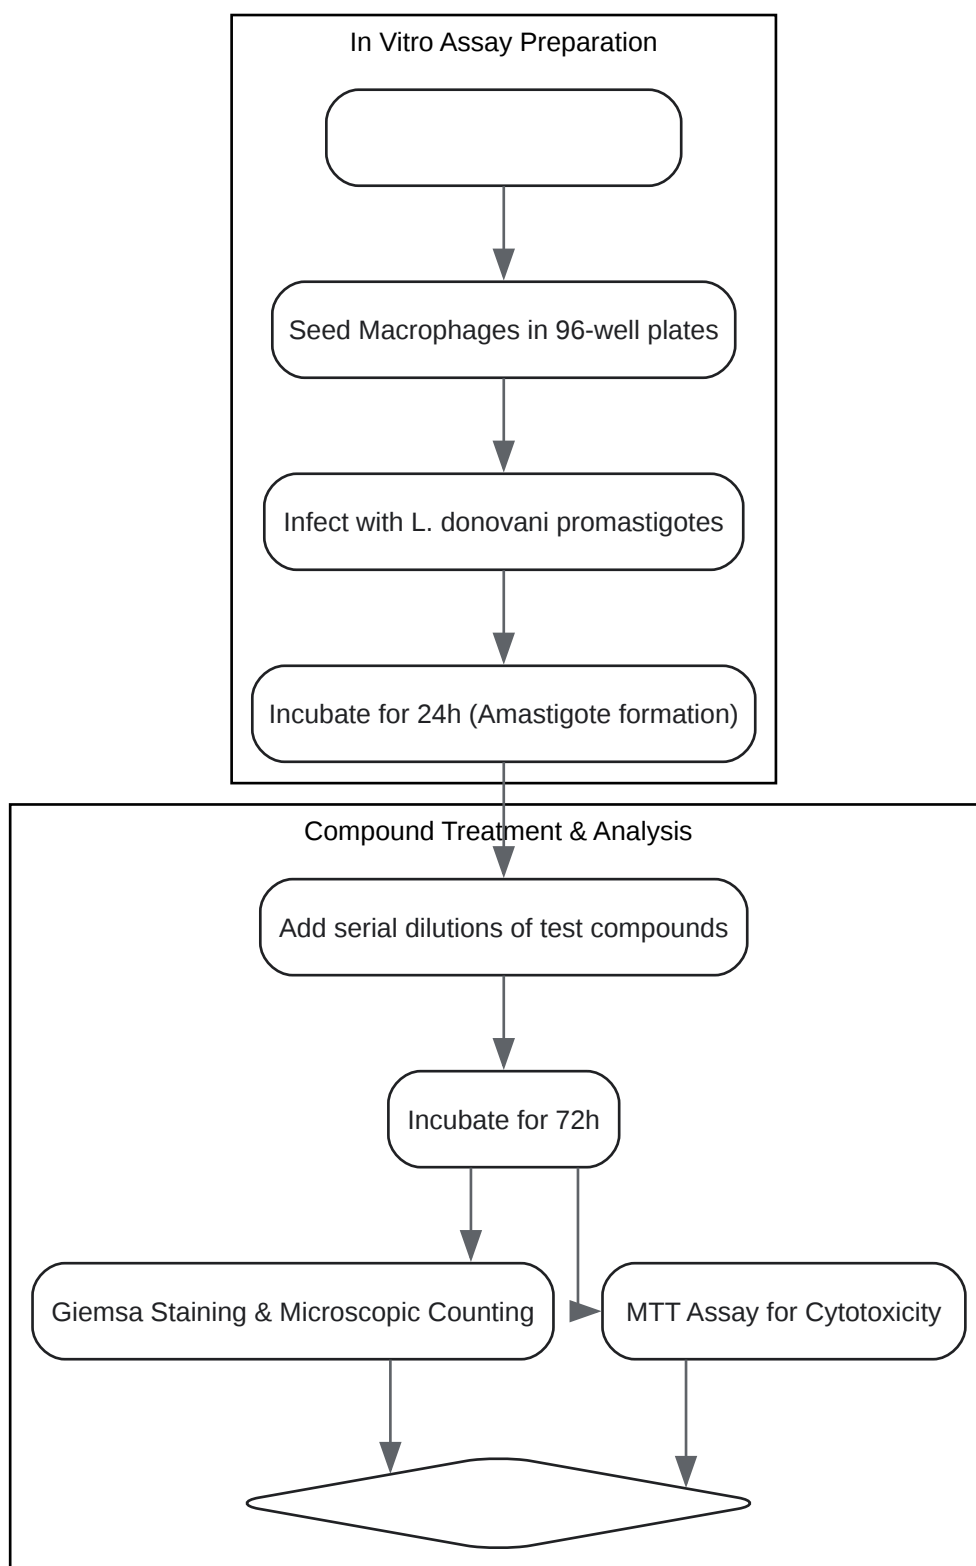 In Vitro Assay Preparation
Seed Macrophages in 96-well plates
Infect with L. donovani promastigotes
Incubate for 24h (Amastigote formation)
Compound Treatment & Analysis
Add serial dilutions of test compounds
Incubate for 72h
Giemsa Staining & Microscopic Counting
MTT Assay for Cytotoxicity